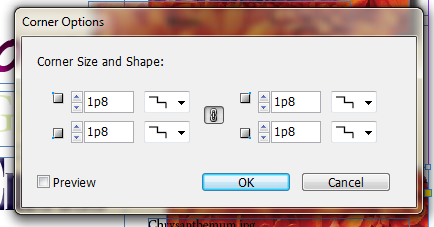 Corner Options
Corner Size and Shape:
1p8 1p8
1p8 1p8
Preview OK Cancel
Chrysanthemum.jpg